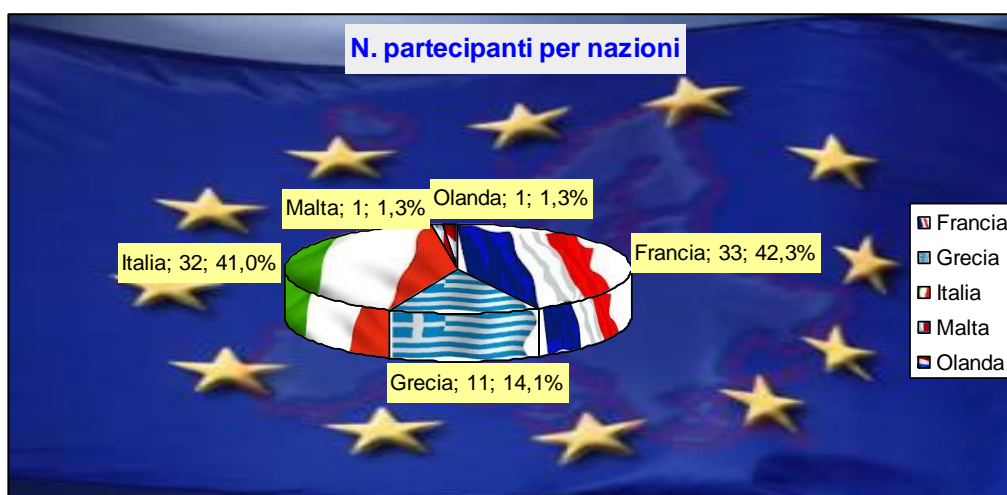 N. partecipanti per nazioni
Malta; 1; 1,3%
Olanda; 1; 1,3%
Italia; 32; 41,0%
Francia; 33; 42,3%
Grecia; 11; 14,1%
Francia
Grecia
Italia
Malta
Olanda